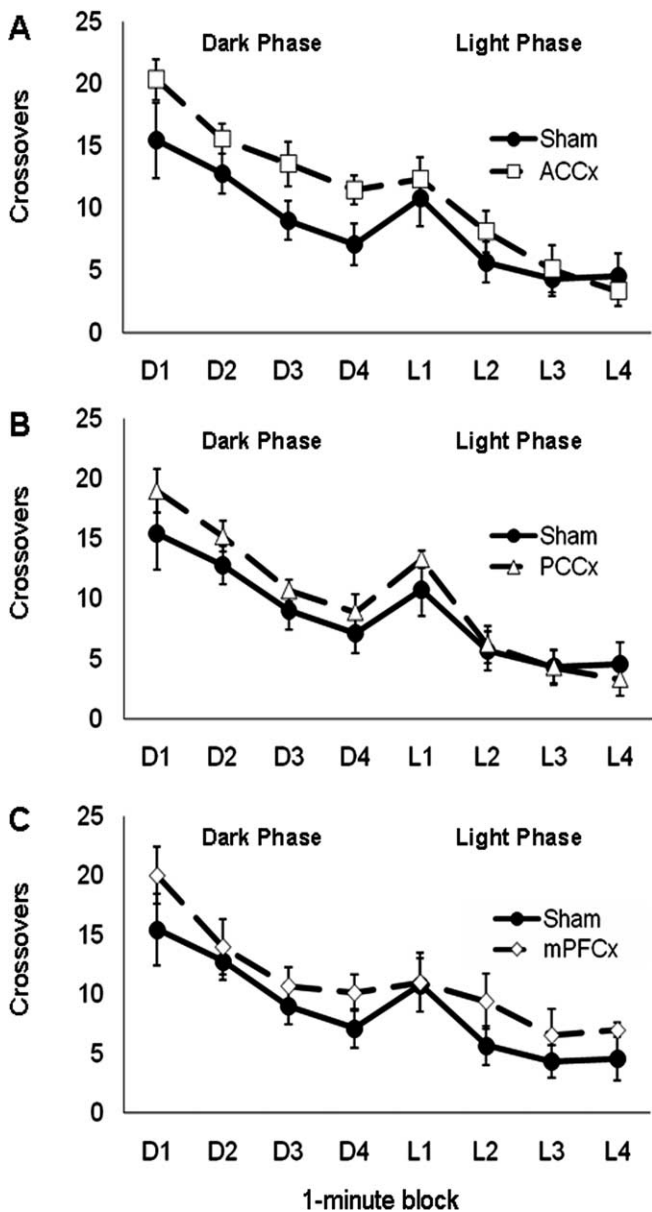 A
Crossovers
25
20
15
10
5
0
Dark Phase Light Phase
Sham
ACCx
D1 D2 D3 D4 L1 L2 L3 L4
B
Crossovers
25
20
15
10
5
0
Dark Phase Light Phase
Sham
PCCx
D1 D2 D3 D4 L1 L2 L3 L4
C
Crossovers
25
20
15
10
5
0
Dark Phase Light Phase
Sham
mPFCx
D1 D2 D3 D4 L1 L2 L3 L4
1-minute block